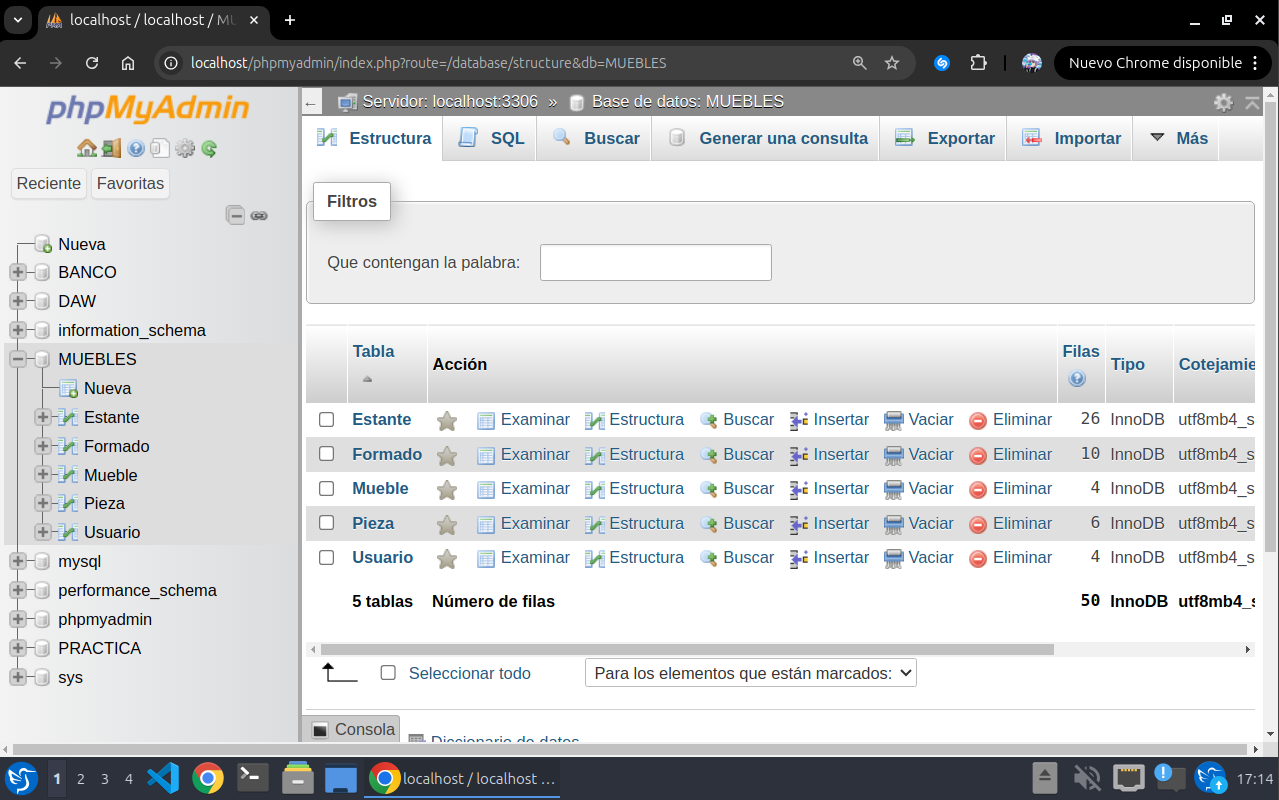 localhost / localhost / MU
localhost/phpmyadmin/index.php?route=/database/structure&db=MUEBLES
Nuevo Chrome disponible
phpMyAdmin
Reciente
Favoritas
Nueva
BANCO
DAW
information_schema
MUEBLES
Nueva
Estante
Formado
Mueble
Pieza
Usuario
mysql
performance_schema
phpmyadmin
PRACTICA
sys
Servidor: localhost:3306 » Base de datos: MUEBLES
Estructura SQL Buscar Generar una consulta Exportar Importar Más
Filtros
Que contengan la palabra:
Tabla Acción Filas Tipo Cotejamie
Estante Examinar Estructura Buscar Insertar Vaciar Eliminar 26 InnoDB utf8mb4_s
Formado Examinar Estructura Buscar Insertar Vaciar Eliminar 10 InnoDB utf8mb4_s
Mueble Examinar Estructura Buscar Insertar Vaciar Eliminar 4 InnoDB utf8mb4_s
Pieza Examinar Estructura Buscar Insertar Vaciar Eliminar 6 InnoDB utf8mb4_s
Usuario Examinar Estructura Buscar Insertar Vaciar Eliminar 4 InnoDB utf8mb4_s
5 tablas Número de filas 50 InnoDB utf8mb4_s
Seleccionar todo
Para los elementos que están marcados:
Consola
Diccionario de datos
1 2 3 4
localhost / localhost ...
17:14